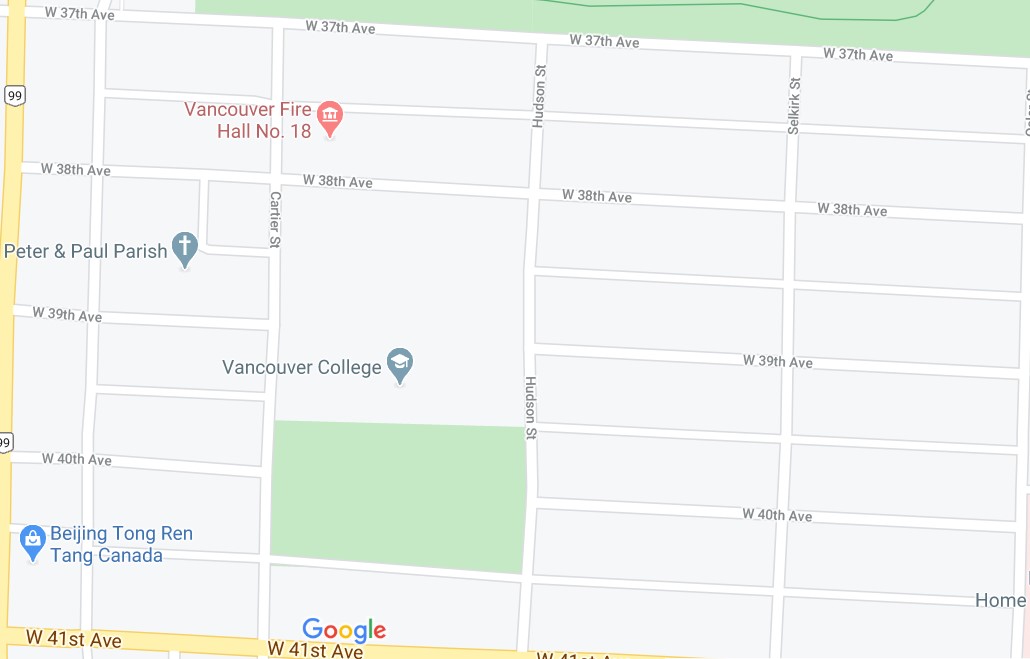 W 37th Ave
W 37th Ave
W 37th Ave
W 37th Ave
99
Hudson St
Selkirk St
Vancouver Fire
Hall No. 18
W 38th Ave
W 38th Ave
W 38th Ave
W 38th Ave
Cartier St
Peter & Paul Parish
W 39th Ave
Vancouver College
W 39th Ave
Hudson St
99
W 40th Ave
W 40th Ave
Beijing Tong Ren
Tang Canada
Home
Google
W 41st Ave
W 41st Ave
W 41st A